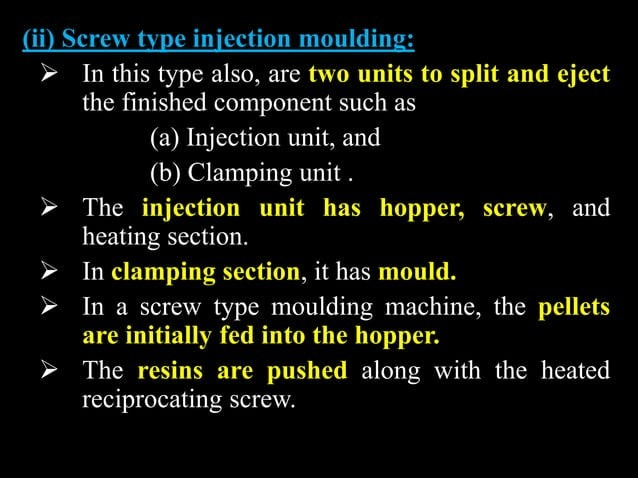 (ii) Screw type injection moulding:
➢ In this type also, are two units to split and eject
the finished component such as
(a) Injection unit, and
(b) Clamping unit .
➢ The injection unit has hopper, screw, and
heating section.
➢ In clamping section, it has mould.
➢ In a screw type moulding machine, the pellets
are initially fed into the hopper.
➢ The resins are pushed along with the heated
reciprocating screw.